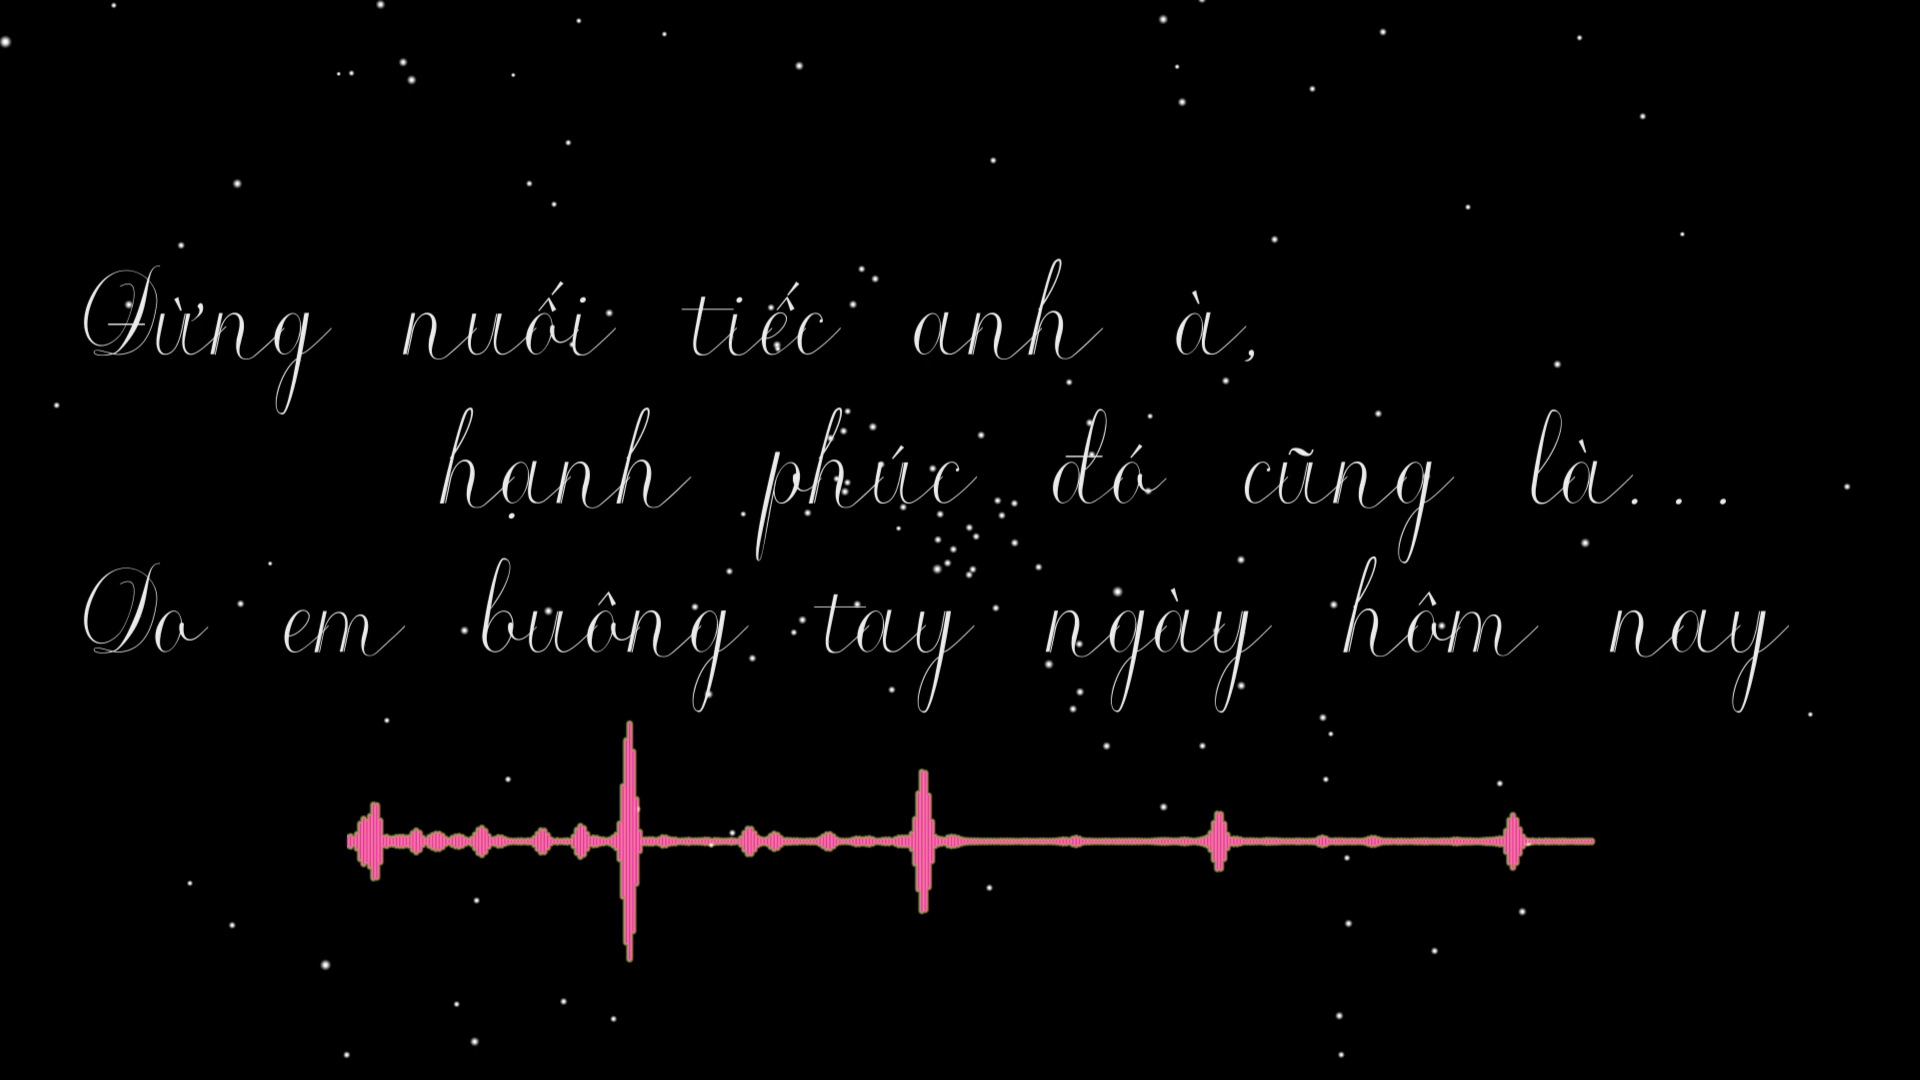 Đừng nuối tiếc anh à,
hạnh phúc đó cũng là...
Do em buông tay ngày hôm nay